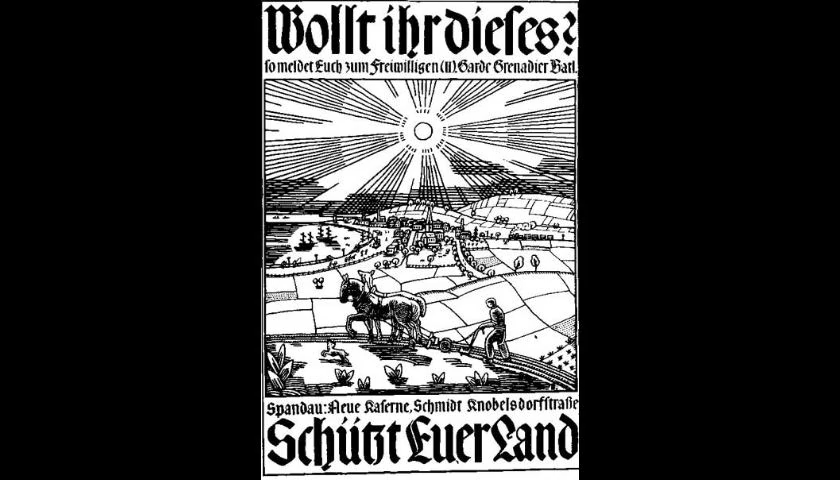 Wollt ihr dieses?
so meldet Euch zum Freiwilligen (II). Garde Grenadier Batl.
Spandau: Neue Kaserne, Schmidt Knobelsdorfstraße
Schützt Euer Land